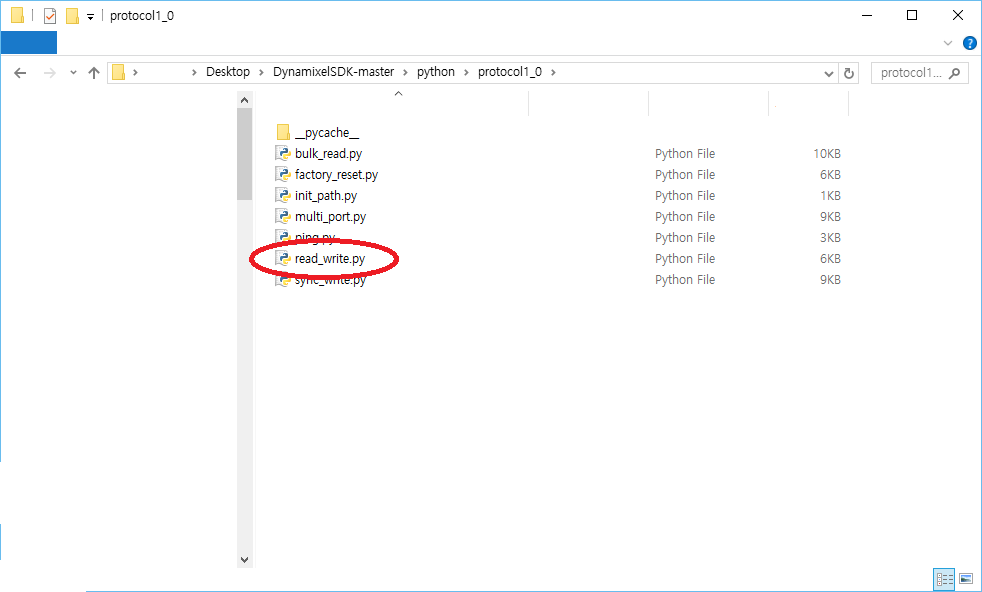 protocol1_0
?
Desktop DynamixelSDK-master python protocol1_0 protocol1...
__pycache__
bulk_read.py Python File 10KB
factory_reset.py Python File 6KB
init_path.py Python File 1KB
multi_port.py Python File 9KB
ping.py Python File 3KB
read_write.py Python File 6KB
sync_write.py Python File 9KB